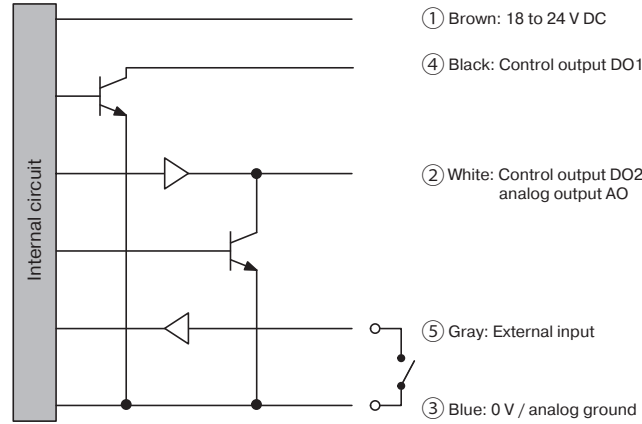 ① Brown: 18 to 24 V DC
④ Black: Control output DO1
② White: Control output DO2
analog output AO
Internal circuit
⑤ Gray: External input
③ Blue: 0 V / analog ground